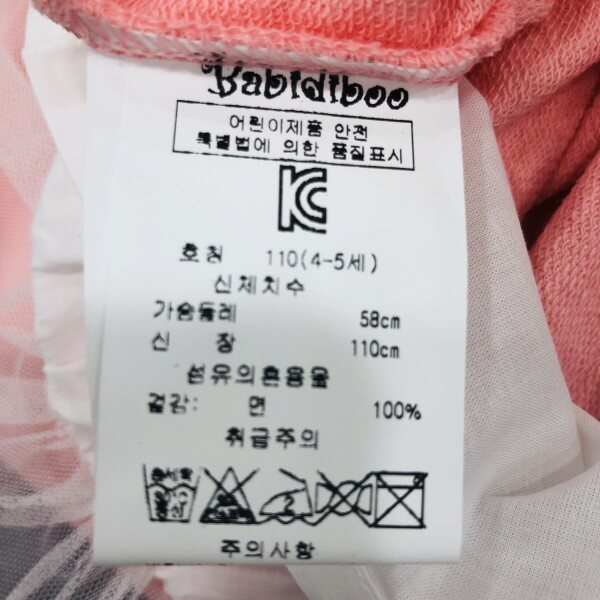 Babidiboo
어린이제품 안전
특별법에 의한 품질표시
KC
호칭 110(4-5세)
신체치수
가슴둘레 58cm
신 장 110cm
섬유의혼용율
겉감: 면 100%
취급주의
주의사항